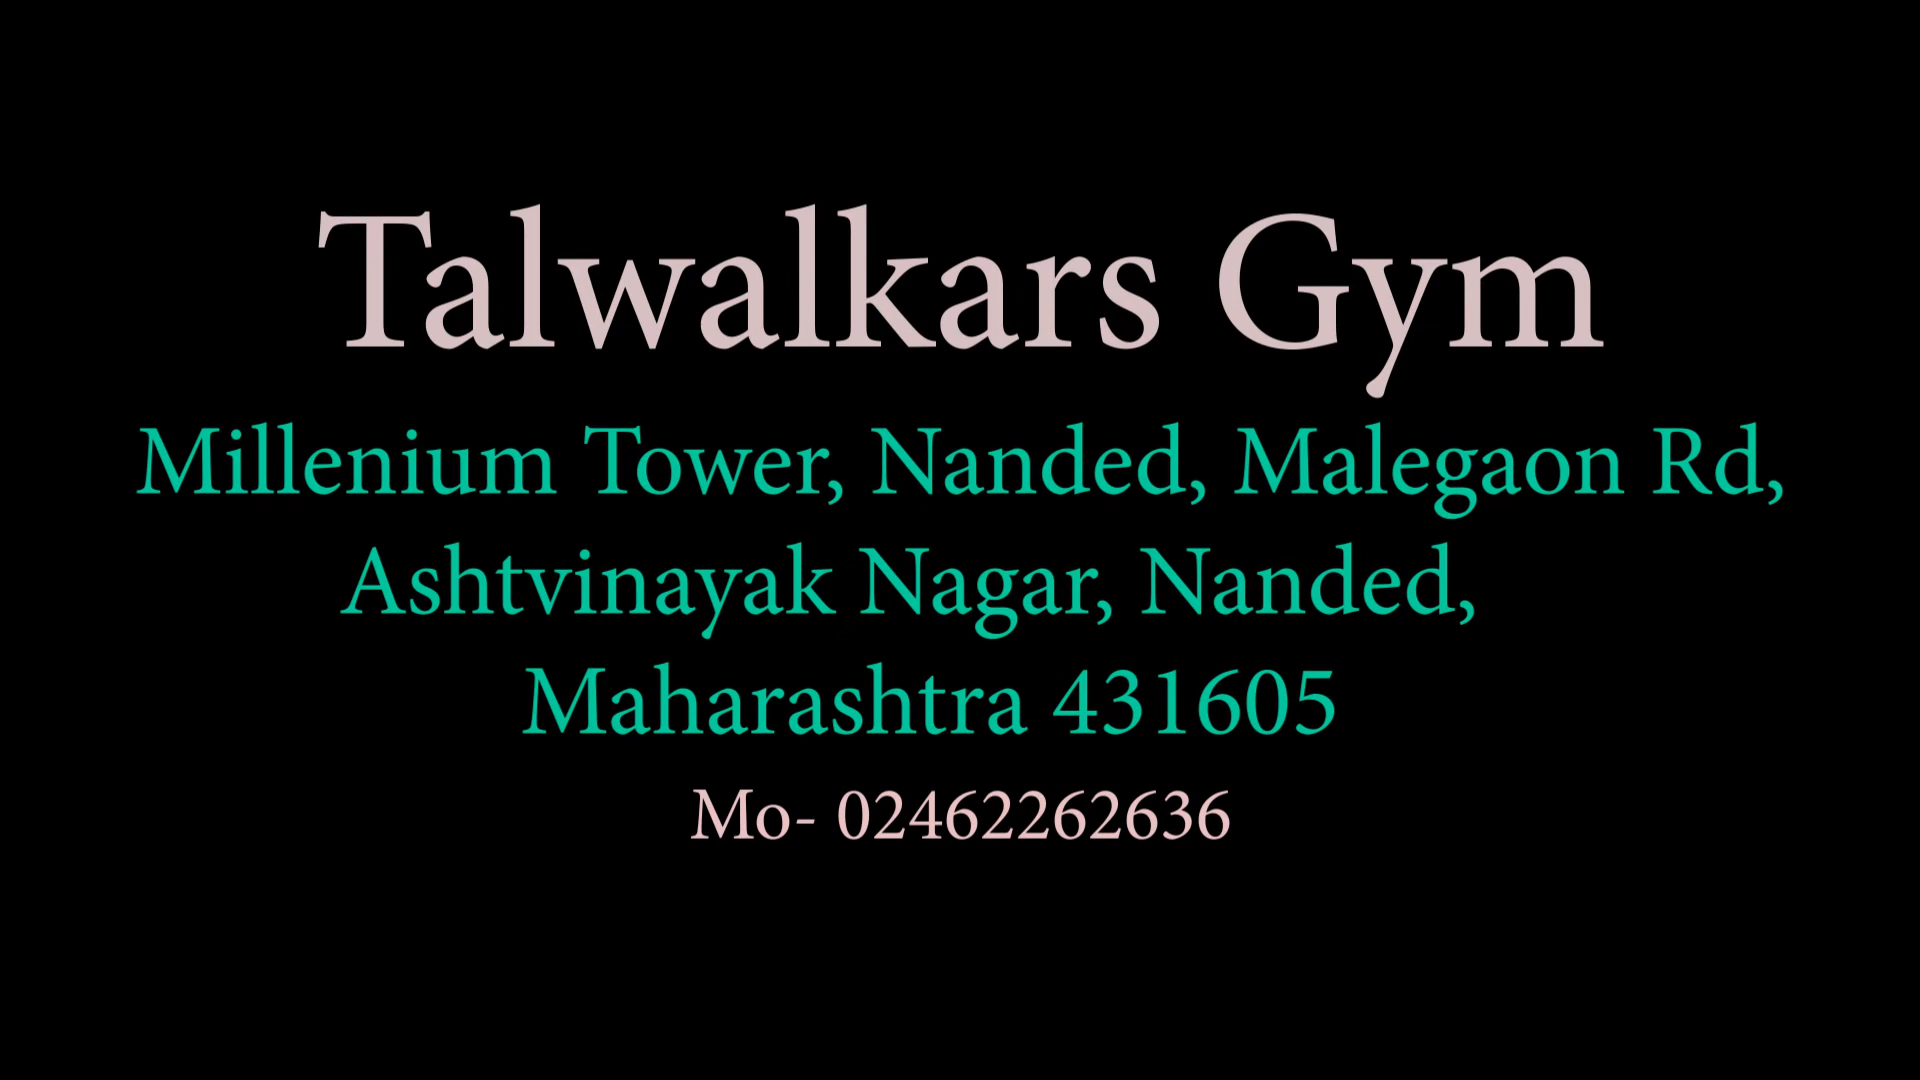 Talwalkars Gym
Millenium Tower, Nanded, Malegaon Rd,
Ashtvinayak Nagar, Nanded,
Maharashtra 431605
Mo- 02462262636